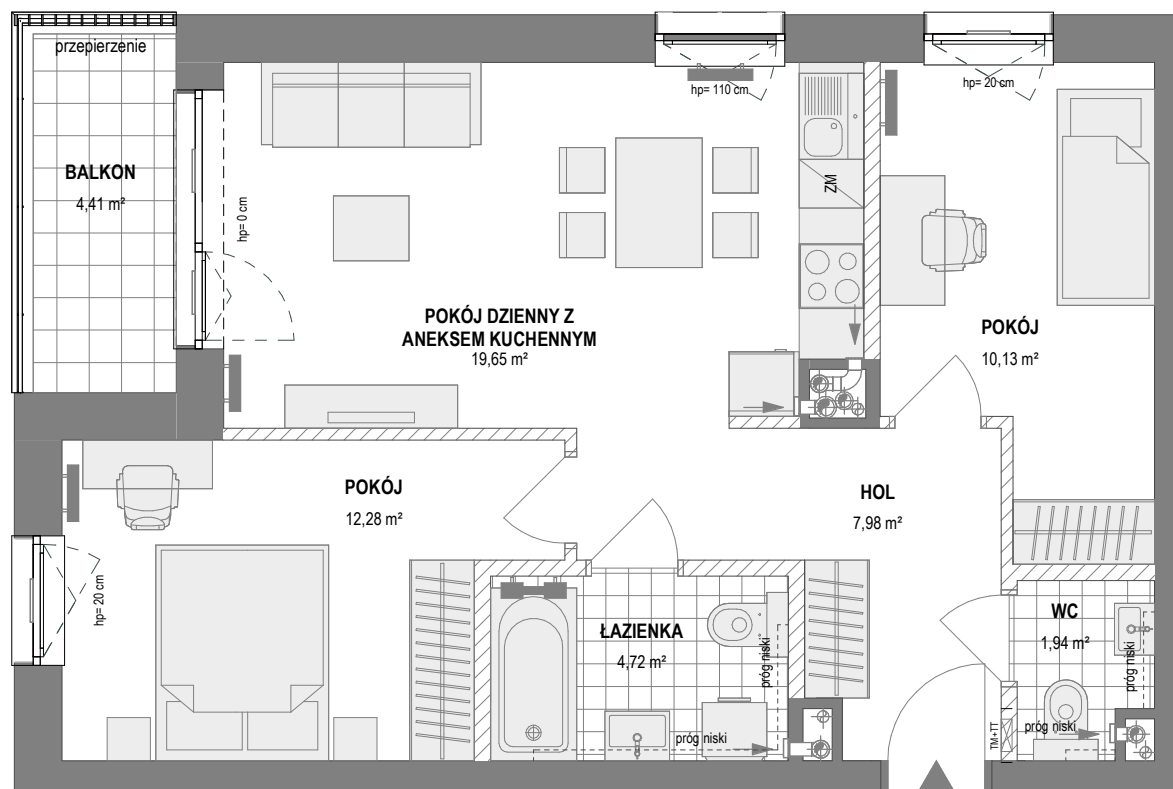 przepierzenie
hp= 110 cm
hp= 20 cm
BALKON
4,41 m²
hp= 0 cm
ZM
POKÓJ DZIENNY Z
ANEKSEM KUCHENNYM
19,65 m²
POKÓJ
10,13 m²
POKÓJ
12,28 m²
HOL
7,98 m²
hp= 20 cm
ŁAZIENKA
4,72 m²
próg niski
próg niski
WC
1,94 m²
próg niski
próg niski
TM+TT